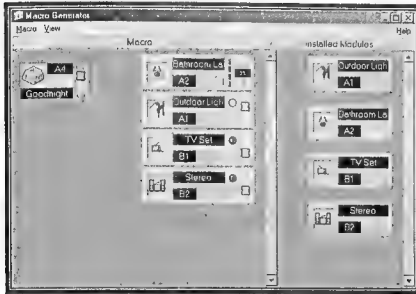 Macro Generator
Macro View Help
Macro Installed Modules
A4
Goodnight
Bathroom La
A2
Outdoor Ligh
A1
TV Set
B1
Stereo
B2
Outdoor Ligh
A1
Bathroom La
A2
TV Set
B1
Stereo
B2